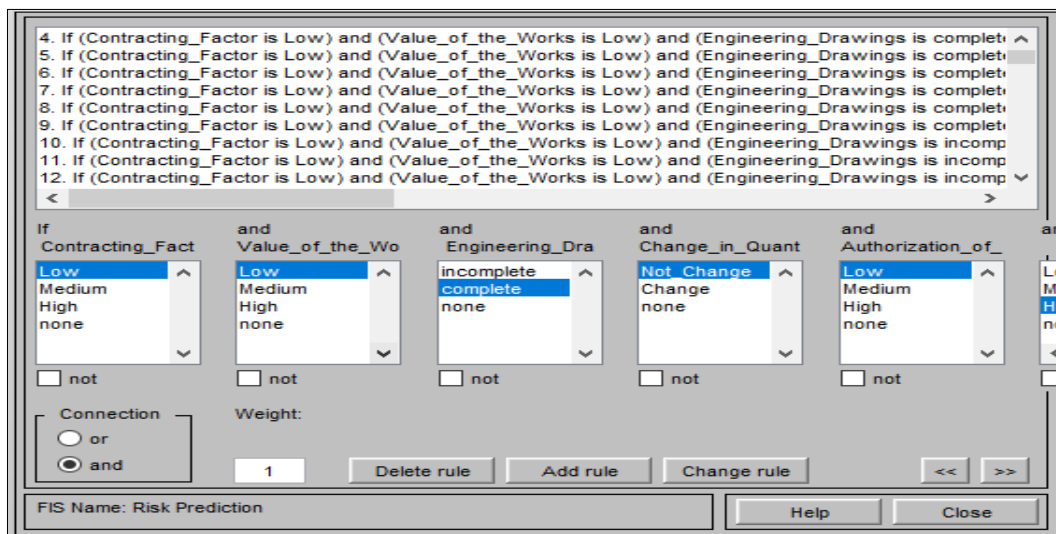 4. If (Contracting_Factor is Low) and (Value_of_the_Works is Low) and (Engineering_Drawings is complet
5. If (Contracting_Factor is Low) and (Value_of_the_Works is Low) and (Engineering_Drawings is complet
6. If (Contracting_Factor is Low) and (Value_of_the_Works is Low) and (Engineering_Drawings is complet
7. If (Contracting_Factor is Low) and (Value_of_the_Works is Low) and (Engineering_Drawings is complet
8. If (Contracting_Factor is Low) and (Value_of_the_Works is Low) and (Engineering_Drawings is complet
9. If (Contracting_Factor is Low) and (Value_of_the_Works is Low) and (Engineering_Drawings is complet
10. If (Contracting_Factor is Low) and (Value_of_the_Works is Low) and (Engineering_Drawings is incomp
11. If (Contracting_Factor is Low) and (Value_of_the_Works is Low) and (Engineering_Drawings is incomp
12. If (Contracting_Factor is Low) and (Value_of_the_Works is Low) and (Engineering_Drawings is incomp
If and and and and
Contracting_Fact Value_of_the_Wo Engineering_Dra Change_in_Quant Authorization_of_
Low Low incomplete Not_Change Low
Medium Medium complete Change Medium
High High none none High
none none none
not not not not not
Connection Weight:
or
and 1 Delete rule Add rule Change rule << >>
FIS Name: Risk Prediction Help Close